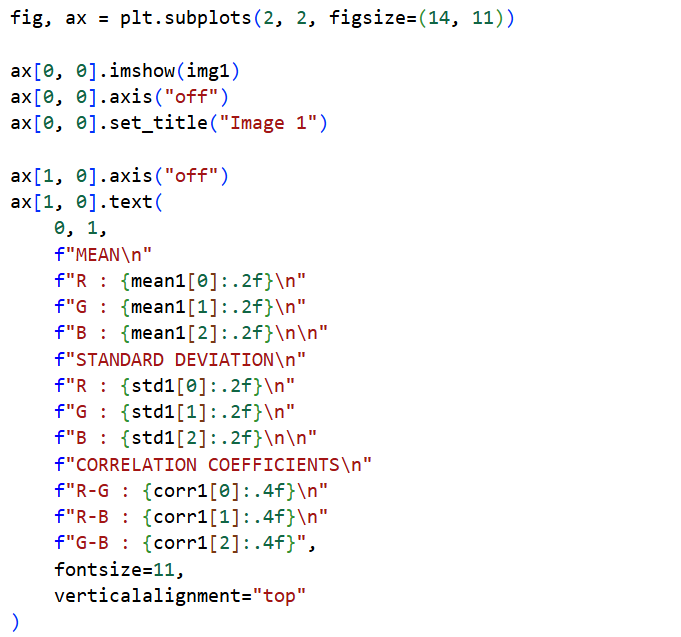 fig, ax = plt.subplots(2, 2, figsize=(14, 11))

ax[0, 0].imshow(img1)
ax[0, 0].axis("off")
ax[0, 0].set_title("Image 1")

ax[1, 0].axis("off")
ax[1, 0].text(
    0, 1,
    f"MEAN\n"
    f"R : {mean1[0]:.2f}\n"
    f"G : {mean1[1]:.2f}\n"
    f"B : {mean1[2]:.2f}\n\n"
    f"STANDARD DEVIATION\n"
    f"R : {std1[0]:.2f}\n"
    f"G : {std1[1]:.2f}\n"
    f"B : {std1[2]:.2f}\n\n"
    f"CORRELATION COEFFICIENTS\n"
    f"R-G : {corr1[0]:.4f}\n"
    f"R-B : {corr1[1]:.4f}\n"
    f"G-B : {corr1[2]:.4f}",
    fontsize=11,
    verticalalignment="top"
)